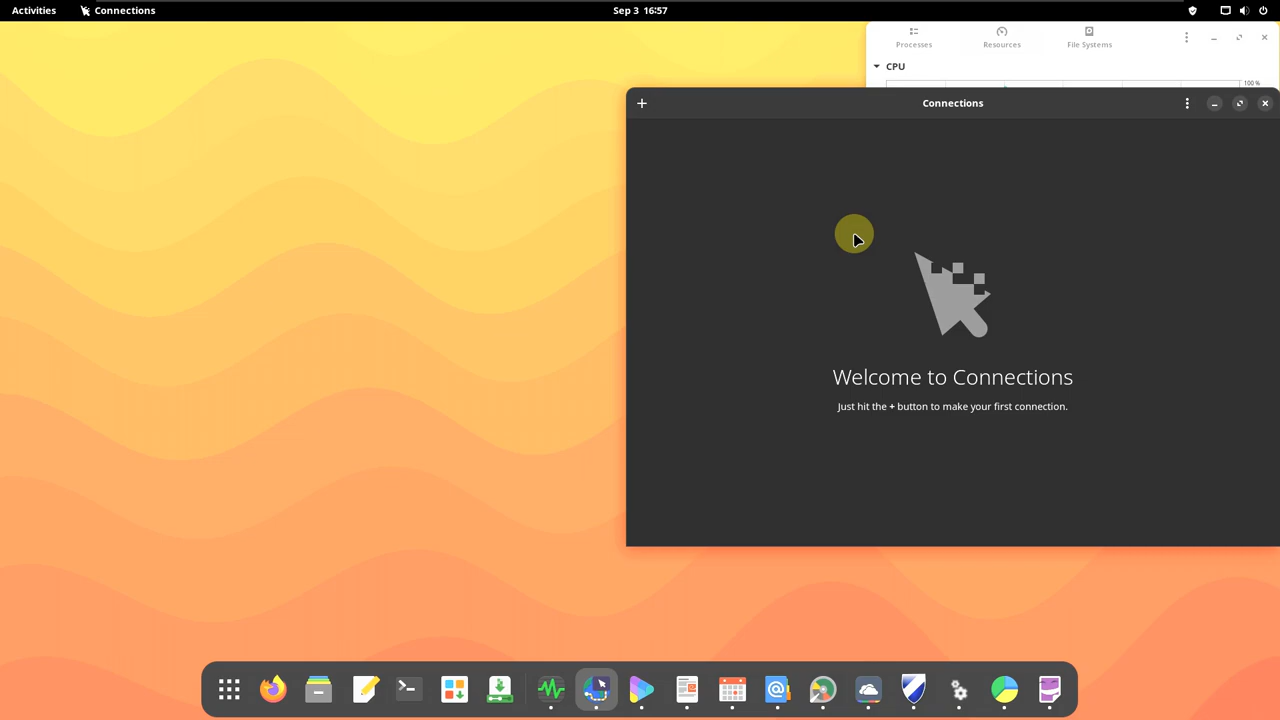 Activities
Connections
Sep 3 16:57
Processes
Resources
File Systems
CPU
100 %
Connections
Welcome to Connections
Just hit the + button to make your first connection.